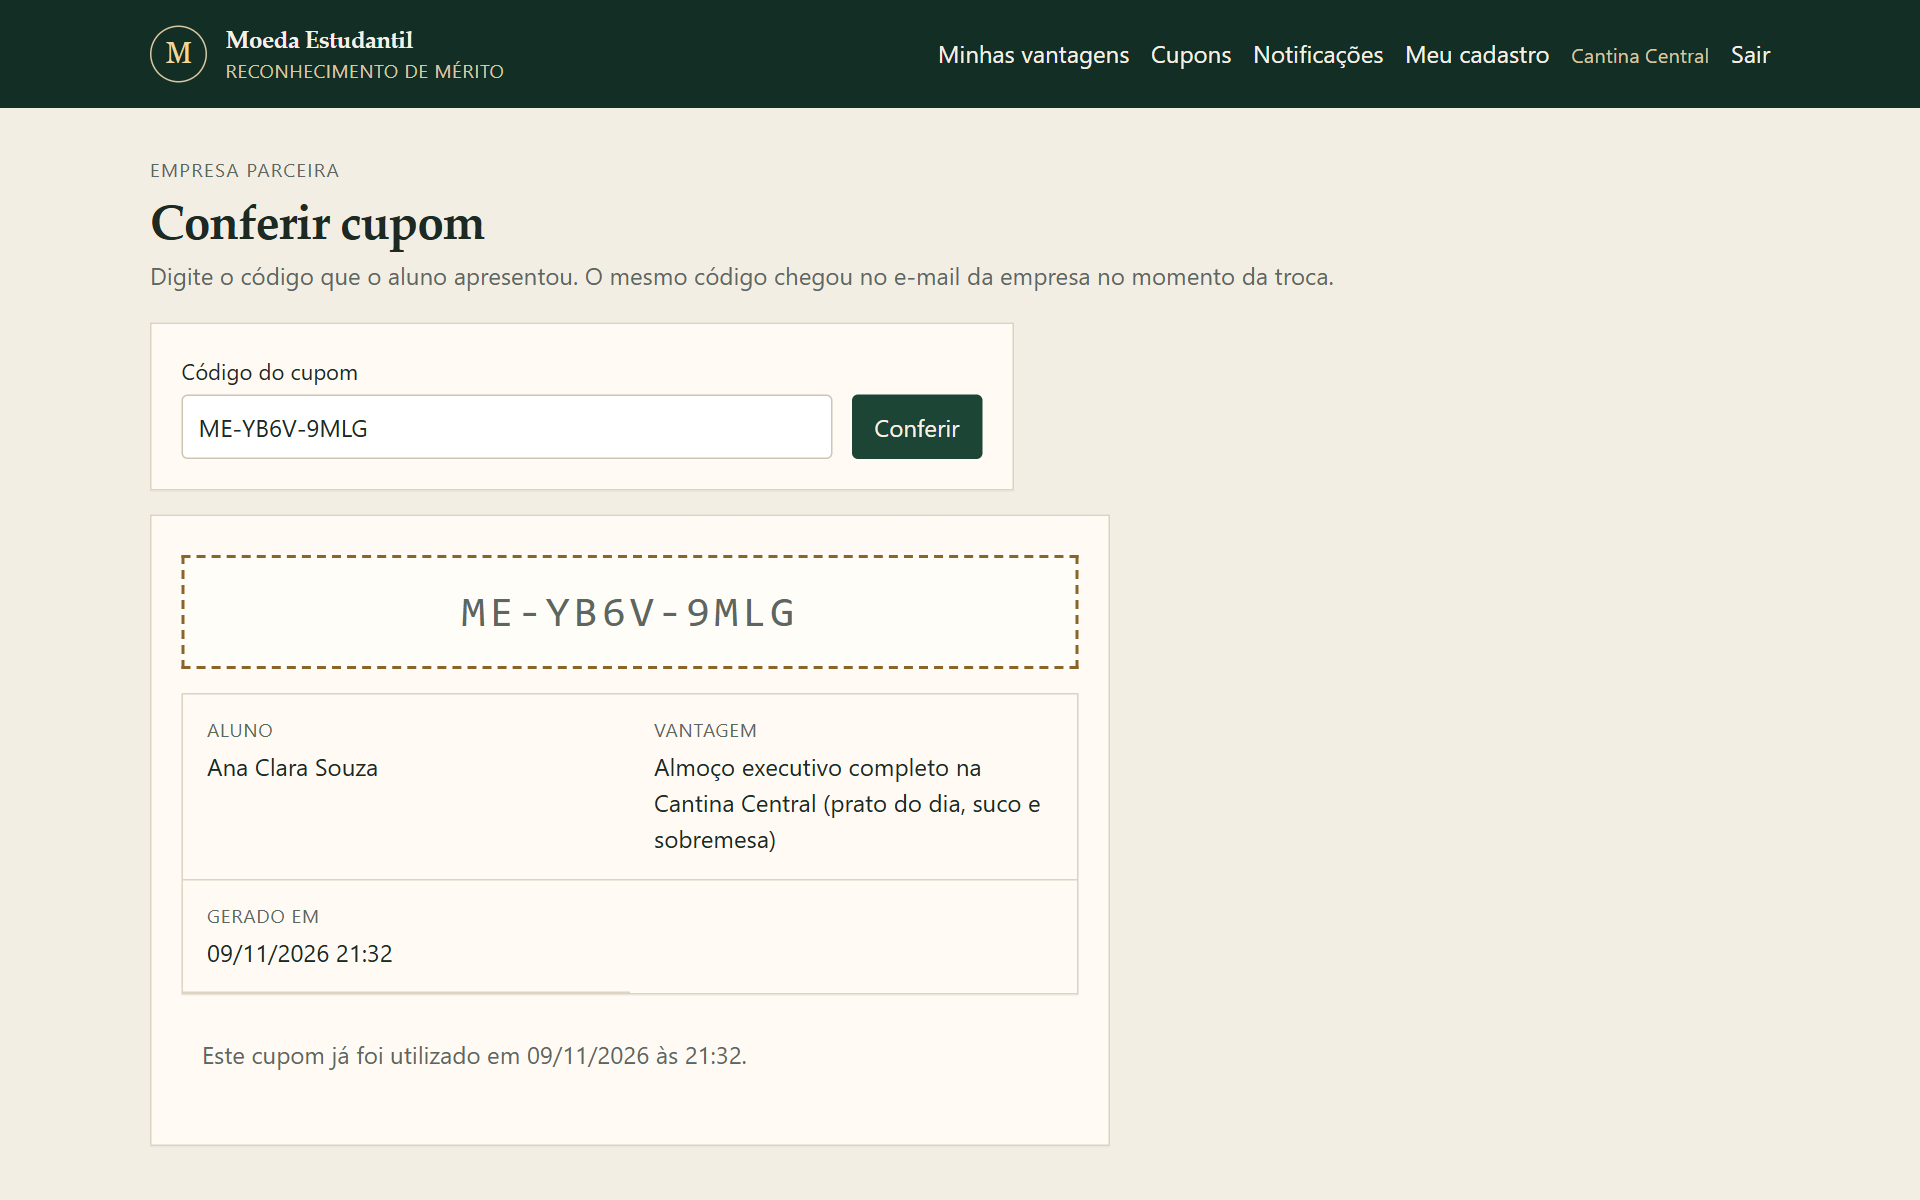 M
Moeda Estudantil
RECONHECIMENTO DE MÉRITO
Minhas vantagens Cupons Notificações Meu cadastro Cantina Central Sair
EMPRESA PARCEIRA
Conferir cupom
Digite o código que o aluno apresentou. O mesmo código chegou no e-mail da empresa no momento da troca.
Código do cupom
ME-YB6V-9MLG
Conferir
ME-YB6V-9MLG
ALUNO
Ana Clara Souza
VANTAGEM
Almoço executivo completo na
Cantina Central (prato do dia, suco e
sobremesa)
GERADO EM
09/11/2026 21:32
Este cupom já foi utilizado em 09/11/2026 às 21:32.